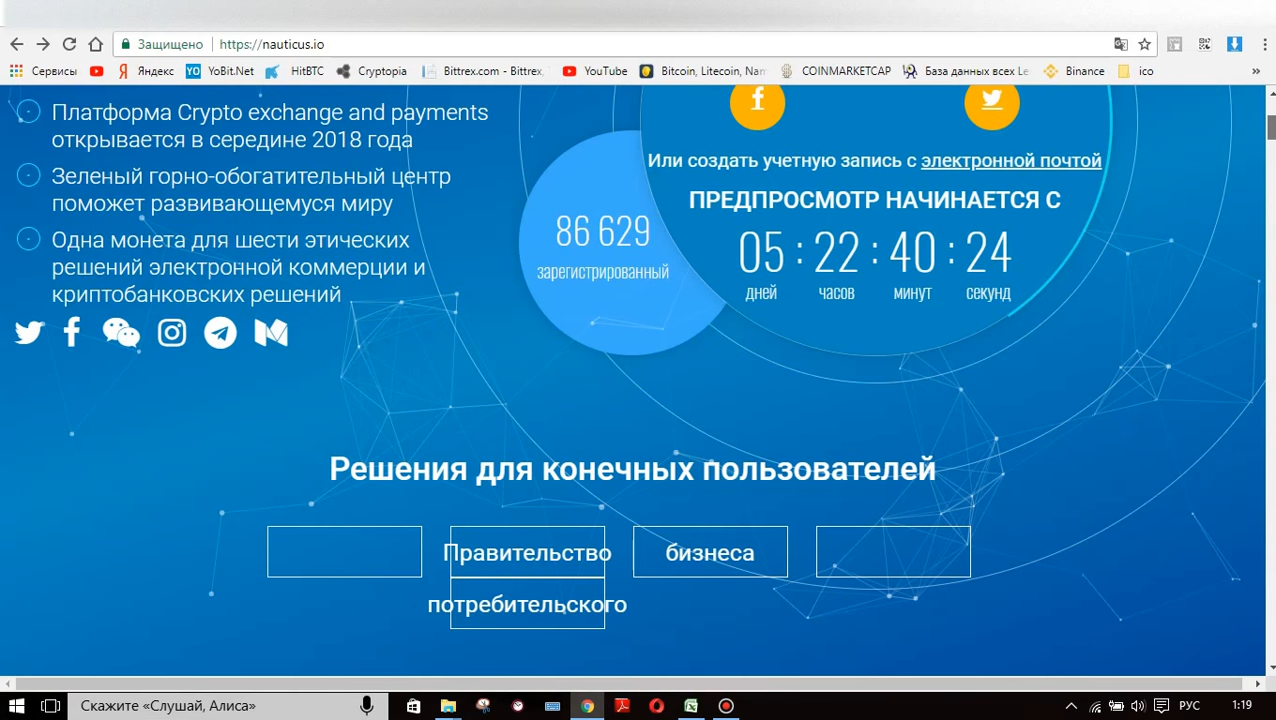 Защищено https://nauticus.io
Сервисы Яндекс YoBit.Net HitBTC Cryptopia Bittrex.com - Bittrex, YouTube Bitcoin, Litecoin, Nam COINMARKETCAP База данных всех Le Binance ico »
Платформа Crypto exchange and payments
открывается в середине 2018 года
Зеленый горно-обогатительный центр
поможет развивающемуся миру
Одна монета для шести этических
решений электронной коммерции и
криптобанковских решений
86 629
зарегистрированный
Или создать учетную запись с электронной почтой
ПРЕДПРОСМОТР НАЧИНАЕТСЯ С
05 : 22 : 40 : 24
дней часов минут секунд
Решения для конечных пользователей
Правительство бизнеса
потребительского
Скажите «Слушай, Алиса» РУС 1:19